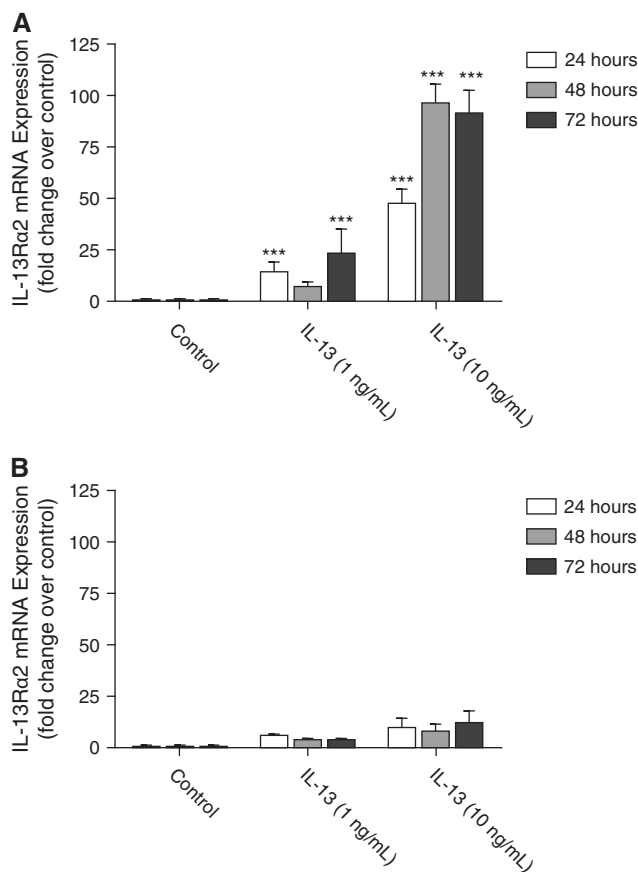 A
IL-13Rα2 mRNA Expression
(fold change over control)
125
100
75
50
25
0
***
***
***
***
***
24 hours
48 hours
72 hours
Control
IL-13 (1 ng/mL)
IL-13 (10 ng/mL)
B
IL-13Rα2 mRNA Expression
(fold change over control)
125
100
75
50
25
0
24 hours
48 hours
72 hours
Control
IL-13 (1 ng/mL)
IL-13 (10 ng/mL)